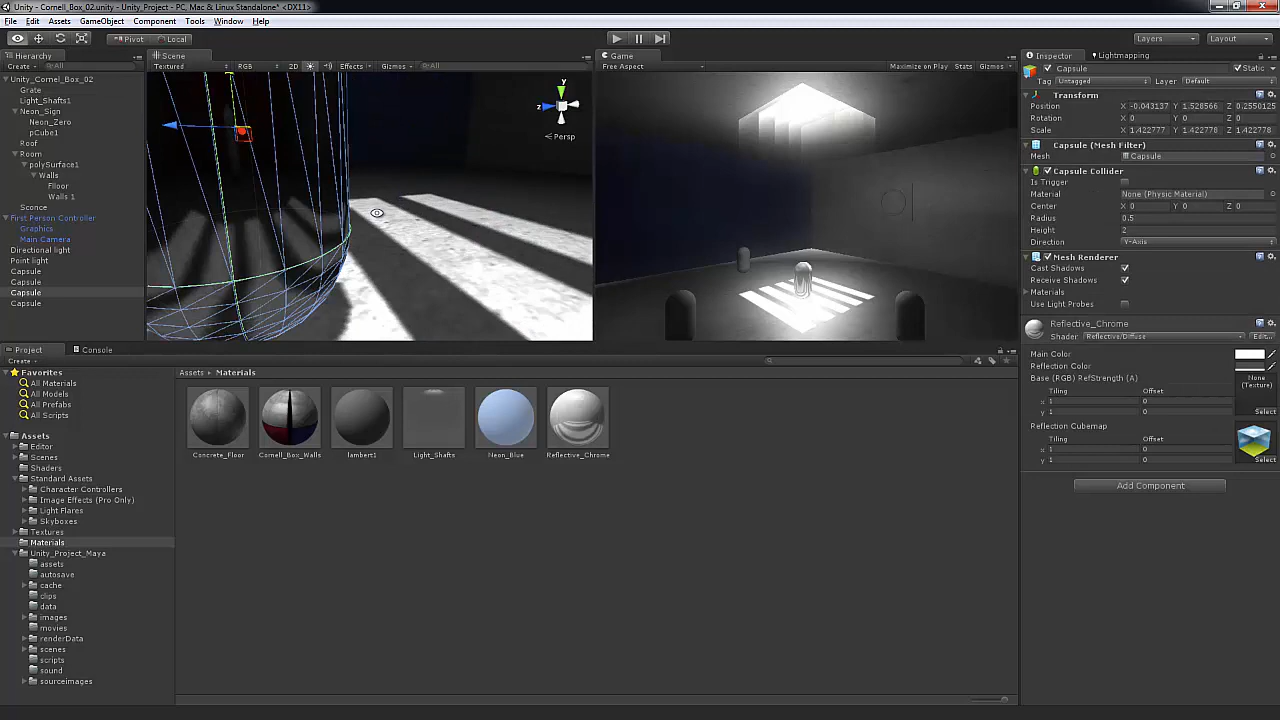 Unity - Cornell_Box_02.unity - Unity_Project - PC, Mac & Linux Standalone* <DX11>
File Edit Assets GameObject Component Tools Window Help
Pivot Local Layers Layout
Hierarchy
Create All
Unity_Cornel_Box_02
Grate
Light_Shafts1
Neon_Sign
Neon_Zero
pCube1
Roof
Room
polySurface1
Walls
Floor
Walls 1
Sconce
First Person Controller
Graphics
Main Camera
Directional light
Point light
Capsule
Capsule
Capsule
Capsule
Scene
Textured RGB 2D Effects Gizmos All
y
z
Persp
Game
Free Aspect Maximize on Play Stats Gizmos
Inspector Lightmapping
Capsule Static
Tag Untagged Layer Default
Transform
Position X -0.043137 Y 1.528566 Z 0.2550125
Rotation X 0 Y 0 Z 0
Scale X 1.422777 Y 1.422778 Z 1.422778
Capsule (Mesh Filter)
Mesh Capsule
Capsule Collider
Is Trigger
Material None (Physic Material)
Center X 0 Y 0 Z 0
Radius 0.5
Height 2
Direction Y-Axis
Mesh Renderer
Cast Shadows
Receive Shadows
Materials
Use Light Probes
Reflective_Chrome
Shader Reflective/Diffuse Edit...
Main Color
Reflection Color
Base (RGB) RefStrength (A)
None
(Texture)
Tiling Offset
x 1 0
y 1 0
Select
Reflection Cubemap
Tiling Offset
x 1 0
y 1 0
Select
Add Component
Project Console
Create
Favorites
All Materials
All Models
All Prefabs
All Scripts
Assets
Editor
Scenes
Shaders
Standard Assets
Character Controllers
Image Effects (Pro Only)
Light Flares
Skyboxes
Textures
Materials
Unity_Project_Maya
assets
autosave
cache
clips
data
images
movies
renderData
scenes
scripts
sound
sourceimages
Assets Materials
Concrete_Floor Cornell_Box_Walls lambert1 Light_Shafts Neon_Blue Reflective_Chrome